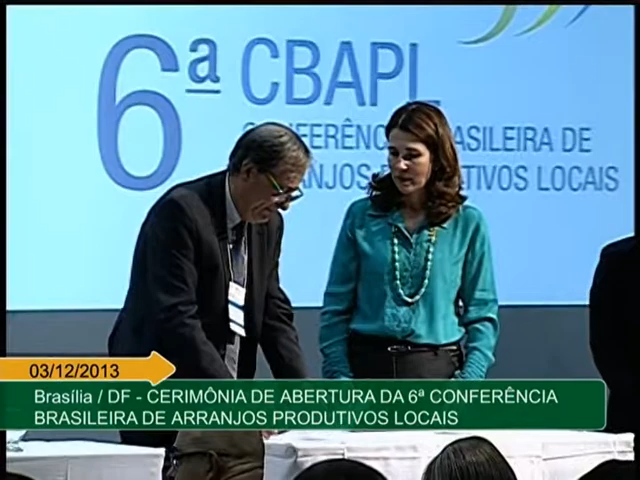 6ª CBAPL
CONFERÊNCIA BRASILEIRA DE
ARRANJOS PRODUTIVOS LOCAIS
03/12/2013
Brasília / DF - CERIMÔNIA DE ABERTURA DA 6ª CONFERÊNCIA
BRASILEIRA DE ARRANJOS PRODUTIVOS LOCAIS